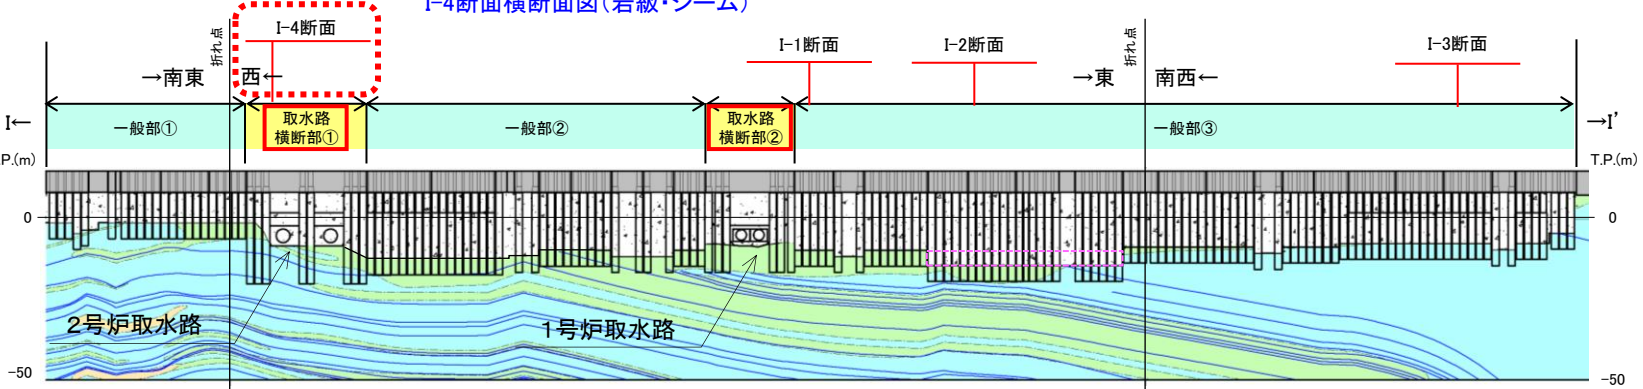 I-4断面横断面図（岩級・シーム）
折れ点
I-4断面
I-1断面
I-2断面
折れ点
I-3断面
→南東
西←
→東
南西←
I←
一般部①
取水路
横断部①
一般部②
取水路
横断部②
一般部③
→I’
.P.(m)
T.P.(m)
0
0
2号炉取水路
1号炉取水路
-50
-50